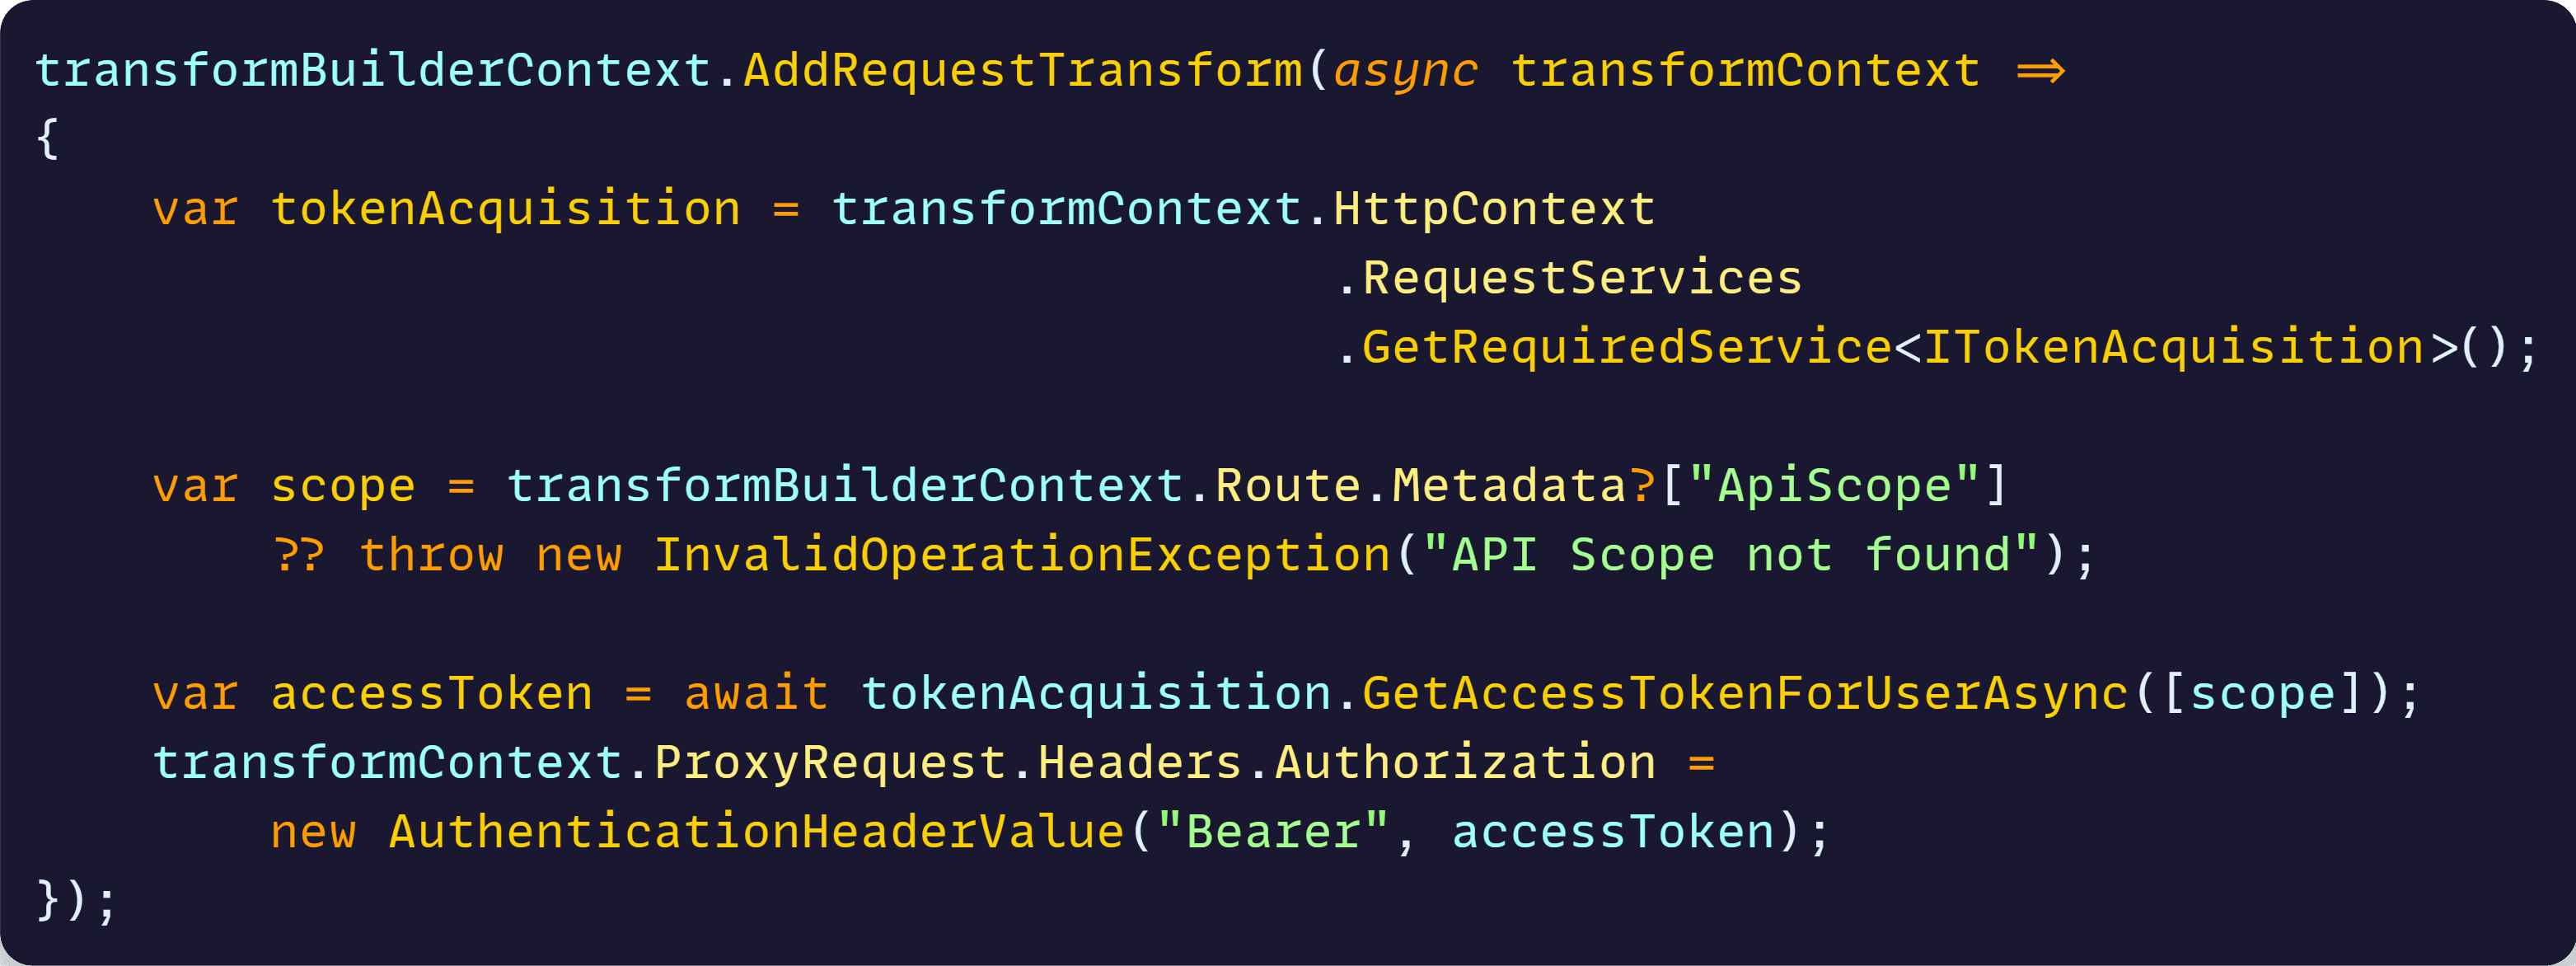 transformBuilderContext.AddRequestTransform(async transformContext =>
{
    var tokenAcquisition = transformContext.HttpContext
                                            .RequestServices
                                            .GetRequiredService<ITokenAcquisition>();

    var scope = transformBuilderContext.Route.Metadata?["ApiScope"]
        ?? throw new InvalidOperationException("API Scope not found");

    var accessToken = await tokenAcquisition.GetAccessTokenForUserAsync([scope]);
    transformContext.ProxyRequest.Headers.Authorization =
        new AuthenticationHeaderValue("Bearer", accessToken);
});